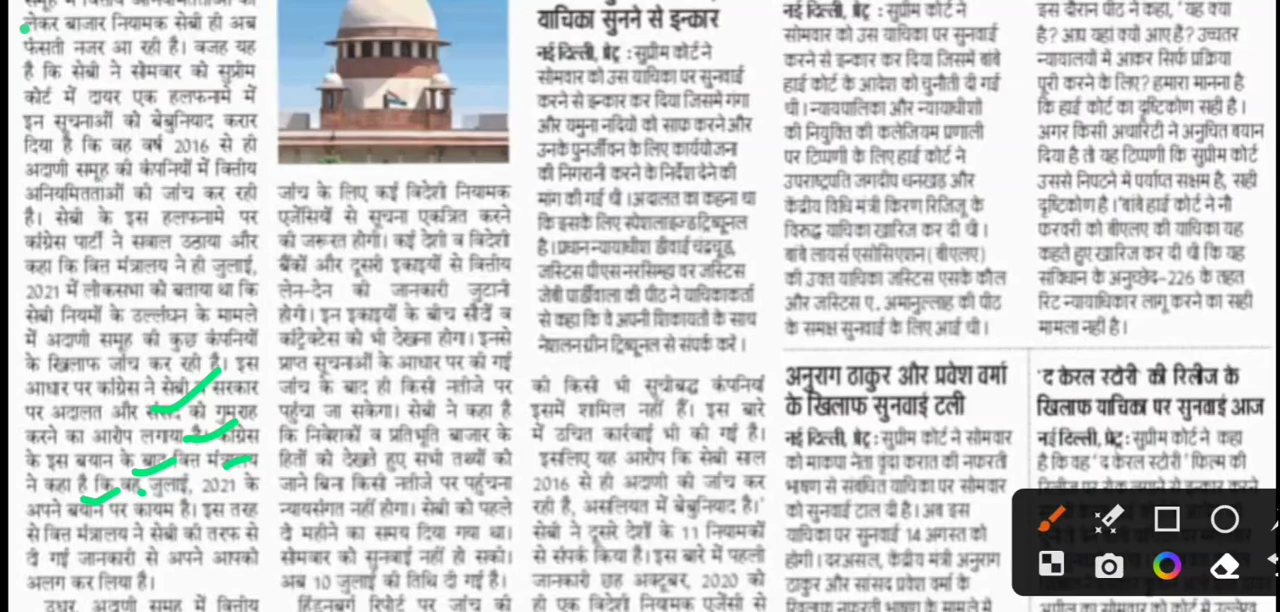 लेकर बाजार नियामक सेबी ही अब
फंसती नजर आ रही है। वजह यह
है कि सेबी ने सोमवार को सुप्रीम
कोर्ट में दायर एक हलफनामे में
इन सूचनाओं को बेबुनियाद करार
दिया है कि वह वर्ष 2016 से ही
अदाणी समूह की कंपनियों में वित्तीय
अनियमितताओं की जांच कर रही
है। सेबी के इस हलफनामे पर
कांग्रेस पार्टी ने सवाल उठाया और
कहा कि वित्त मंत्रालय ने ही जुलाई,
2021 में लोकसभा को बताया था कि
सेबी नियमों के उल्लंघन के मामले
में अदाणी समूह की कुछ कंपनियों
के खिलाफ जांच कर रही है। इस
आधार पर कांग्रेस ने सेबी व सरकार
पर अदालत और संसद को गुमराह
करने का आरोप लगाया है। कांग्रेस
के इस बयान के बाद वित्त मंत्रालय
ने कहा है कि वह जुलाई, 2021 के
अपने बयान पर कायम है। इस तरह
से वित्त मंत्रालय ने सेबी की तरफ से
दी गई जानकारी से अपने आपको
अलग कर लिया है।
उधर, अदाणी समूह में वित्तीय
जांच के लिए कई विदेशी नियामक
एजेंसियों से सूचना एकत्रित करने
की जरूरत होगी। कई देशी व विदेशी
बैंकों और दूसरी इकाइयों से वित्तीय
लेन-देन की जानकारी जुटानी
होगी। इन इकाइयों के बीच सौदों व
कांट्रैक्टेस को भी देखना होगा। इनसे
प्राप्त सूचनाओं के आधार पर की गई
जांच के बाद ही किसी नतीजे पर
पहुंचा जा सकेगा। सेबी ने कहा है
कि निवेशकों व प्रतिभूति बाजार के
हितों को देखते हुए सभी तथ्यों को
जाने बिना किसी नतीजे पर पहुंचना
न्यायसंगत नहीं होगा। सेबी को पहले
दो महीने का समय दिया गया था।
सोमवार को सुनवाई नहीं हो सकी।
अब 10 जुलाई की तिथि दी गई है।
हिंडनबर्ग रिपोर्ट पर जांच की
याचिका सुनने से इन्कार
नई दिल्ली, प्रेट्र : सुप्रीम कोर्ट ने
सोमवार को उस याचिका पर सुनवाई
करने से इन्कार कर दिया जिसमें गंगा
और यमुना नदियों को साफ करने और
उनके पुनर्जीवन के लिए कार्ययोजना
की निगरानी करने के निर्देश देने की
मांग की गई थी। अदालत का कहना था
कि इसके लिए स्पेशलाइज्ड ट्रिब्यूनल
है। प्रधान न्यायाधीश डीवाई चंद्रचूड़,
जस्टिस पीएस नरसिम्हा वर जस्टिस
जेबी पार्डीवाला की पीठ ने याचिकाकर्ता
से कहा कि वे अपनी शिकायतों के साथ
नेशनल ग्रीन ट्रिब्यूनल से संपर्क करें।
की किसी भी सूचीबद्ध कंपनियां
इसमें शामिल नहीं हैं। इस बारे
में उचित कार्रवाई भी की गई है।
इसलिए यह आरोप कि सेबी साल
2016 से ही अदाणी की जांच कर
रही है, असलियत में बेबुनियाद है।'
सेबी ने दूसरे देशों के 11 नियामकों
से संपर्क किया है। इस बारे में पहली
जानकारी छह अक्टूबर, 2020 को
ही एक विदेशी नियामक एजेंसी से
नई दिल्ली, प्रेट्र : सुप्रीम कोर्ट ने
सोमवार को उस याचिका पर सुनवाई
करने से इन्कार कर दिया जिसमें बांबे
हाई कोर्ट के आदेश को चुनौती दी गई
थी। न्यायपालिका और न्यायाधीशों
की नियुक्ति की कलेजियम प्रणाली
पर टिप्पणी के लिए हाई कोर्ट ने
उपराष्ट्रपति जगदीप धनखड़ और
केंद्रीय विधि मंत्री किरण रिजिजू के
विरुद्ध याचिका खारिज कर दी थी।
बांबे लायर्स एसोसिएशन (बीएलए)
की उक्त याचिका जस्टिस एसके कौल
और जस्टिस ए. अमानुल्लाह की पीठ
के समक्ष सुनवाई के लिए आई थी।
इस दौरान पीठ ने कहा, 'यह क्या
है? आप यहां क्यों आए हैं? उच्चतर
न्यायालयों में आकर सिर्फ प्रक्रिया
पूरी करने के लिए? हमारा मानना है
कि हाई कोर्ट का दृष्टिकोण सही है।
अगर किसी अथारिटी ने अनुचित बयान
दिया है तो यह टिप्पणी कि सुप्रीम कोर्ट
उससे निपटने में पर्याप्त सक्षम है, सही
दृष्टिकोण है।' बांबे हाई कोर्ट ने नौ
फरवरी को बीएलए की याचिका यह
कहते हुए खारिज कर दी थी कि यह
संविधान के अनुच्छेद-226 के तहत
रिट न्यायाधिकार लागू करने का सही
मामला नहीं है।
अनुराग ठाकुर और प्रवेश वर्मा
के खिलाफ सुनवाई टली
नई दिल्ली, प्रेट्र : सुप्रीम कोर्ट ने सोमवार
को माकपा नेता वृंदा करात की नफरती
भाषण से संबंधित याचिका पर सोमवार
को सुनवाई टाल दी है। अब इस
याचिका पर सुनवाई 14 अगस्त को
होगी। दरअसल, केंद्रीय मंत्री अनुराग
ठाकुर और सांसद प्रवेश वर्मा के
खिलाफ नफरती भाषण के मामले में
'द केरल स्टोरी' की रिलीज के
खिलाफ याचिका पर सुनवाई आज
नई दिल्ली, प्रेट्र : सुप्रीम कोर्ट ने कहा
है कि वह 'द केरल स्टोरी' फिल्म की
रिलीज पर रोक लगाने से इन्कार करने